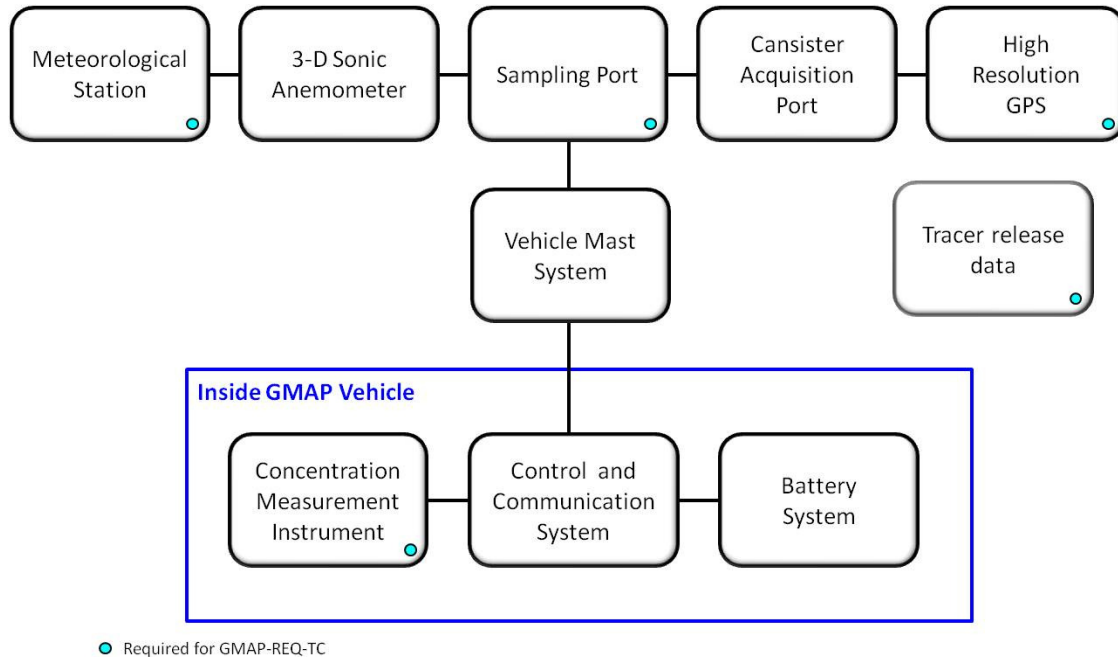 Meteorological
Station
3-D Sonic
Anemometer
Sampling Port
Cansister
Acquisition
Port
High
Resolution
GPS
Vehicle Mast
System
Tracer release
data
Inside GMAP Vehicle
Concentration
Measurement
Instrument
Control and
Communication
System
Battery
System
Required for GMAP-REQ-TC